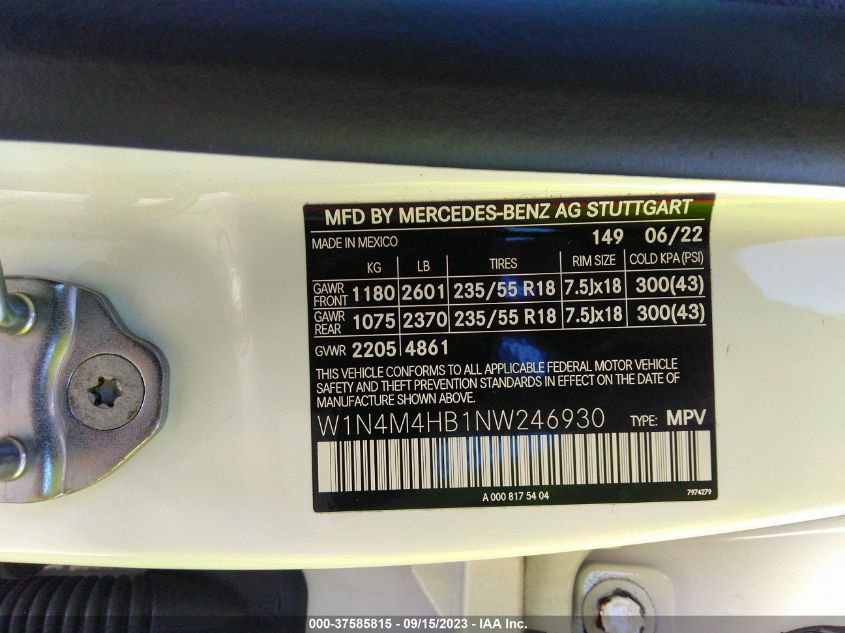 MFD BY MERCEDES-BENZ AG STUTTGART
MADE IN MEXICO 149 06/22
KG LB TIRES RIM SIZE COLD KPA (PSI)
GAWR FRONT 1180 2601 235/55 R18 7.5Jx18 300(43)
GAWR REAR 1075 2370 235/55 R18 7.5Jx18 300(43)
GVWR 2205 4861
THIS VEHICLE CONFORMS TO ALL APPLICABLE FEDERAL MOTOR VEHICLE
SAFETY AND THEFT PREVENTION STANDARDS IN EFFECT ON THE DATE OF
MANUFACTURE SHOWN ABOVE.
W1N4M4HB1NW246930 TYPE: MPV
A 000 817 54 04 7974279
000-37585815 - 09/15/2023 - IAA Inc.